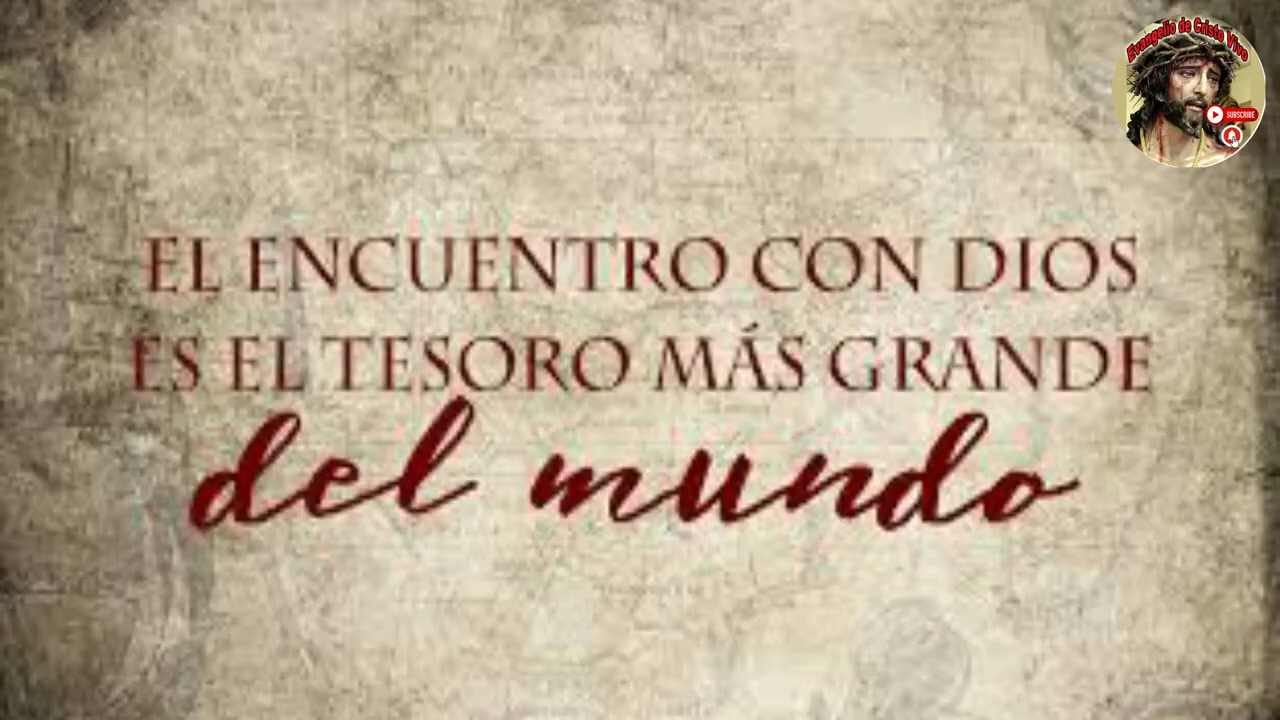 Evangelio de Cristo Vivo
SUBSCRIBE
EL ENCUENTRO CON DIOS
ES EL TESORO MÁS GRANDE
del mundo